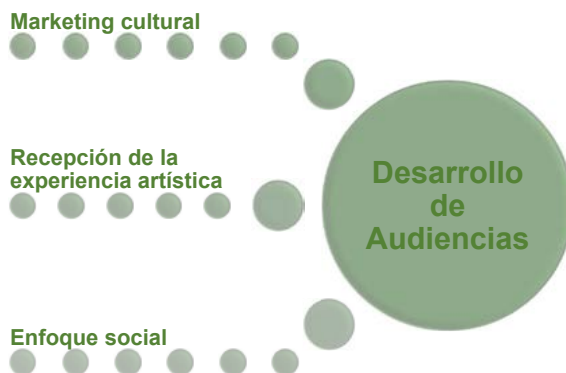 Marketing cultural
Recepción de la
experiencia artística
Desarrollo
de
Audiencias
Enfoque social